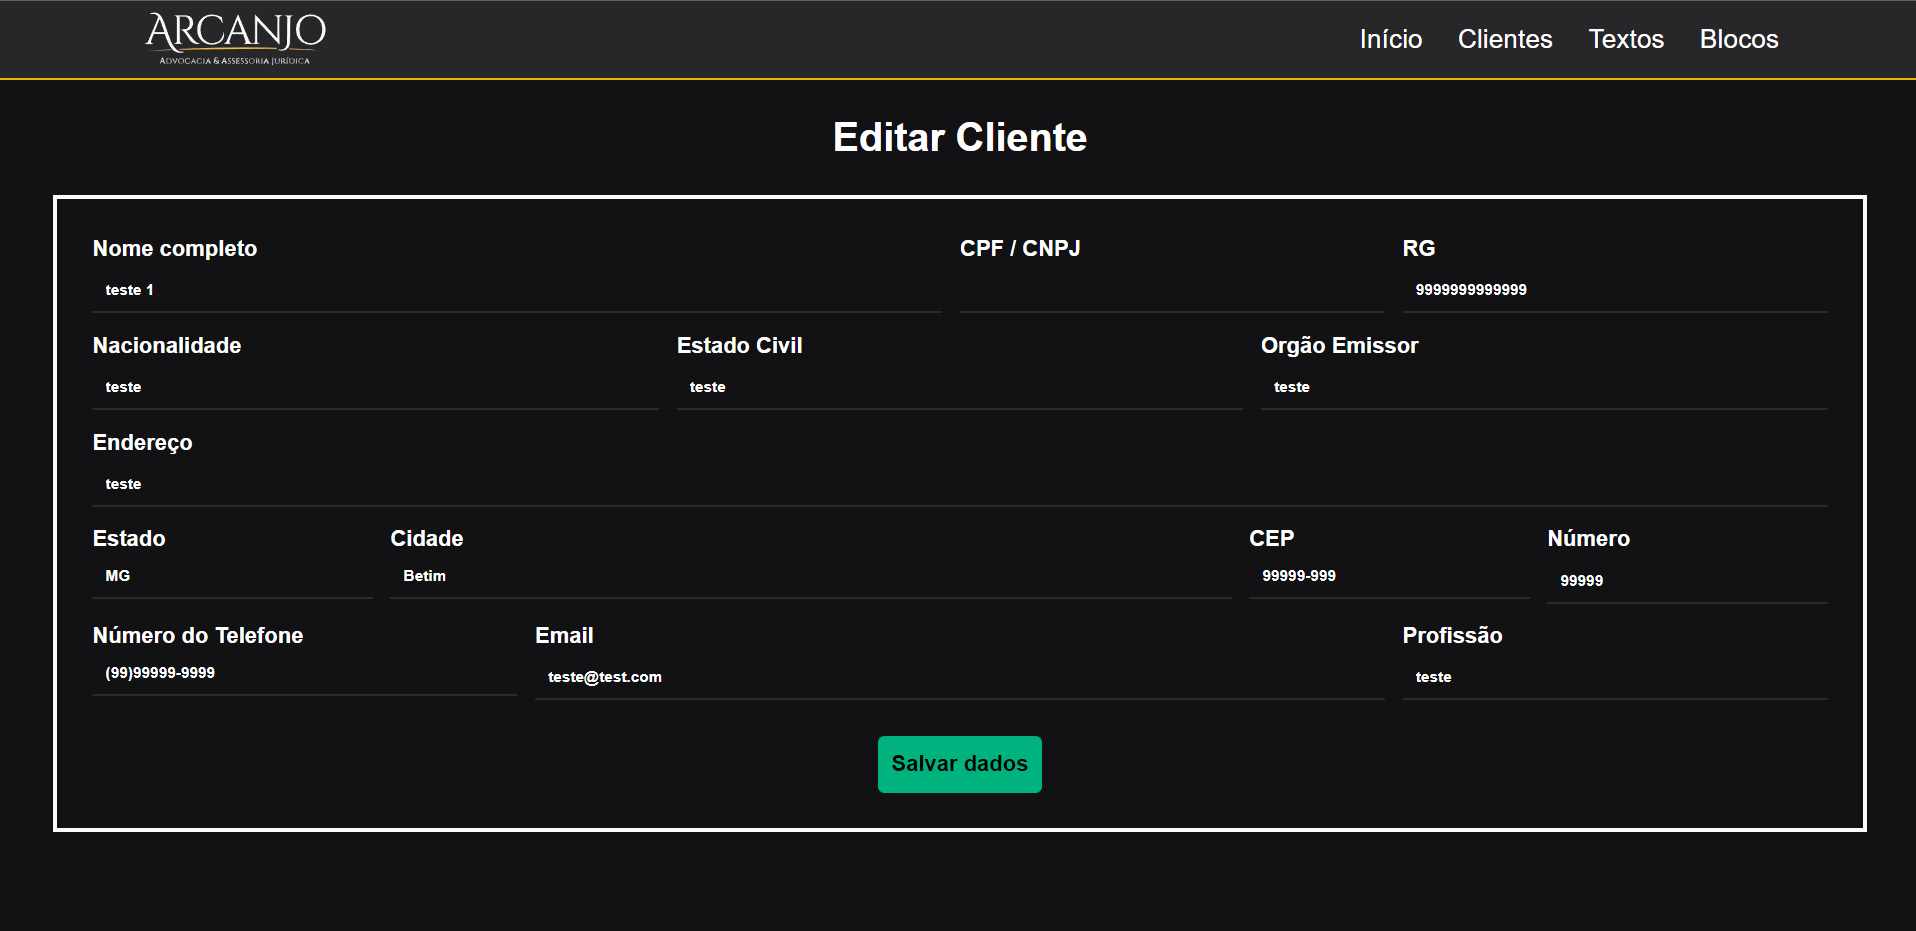 ARCANJO
ADVOCACIA & ASSESSORIA JURÍDICA
Início Clientes Textos Blocos
Editar Cliente
Nome completo CPF / CNPJ RG
teste 1 9999999999999
Nacionalidade Estado Civil Orgão Emissor
teste teste teste
Endereço
teste
Estado Cidade CEP Número
MG Betim 99999-999 99999
Número do Telefone Email Profissão
(99)99999-9999 teste@test.com teste
Salvar dados